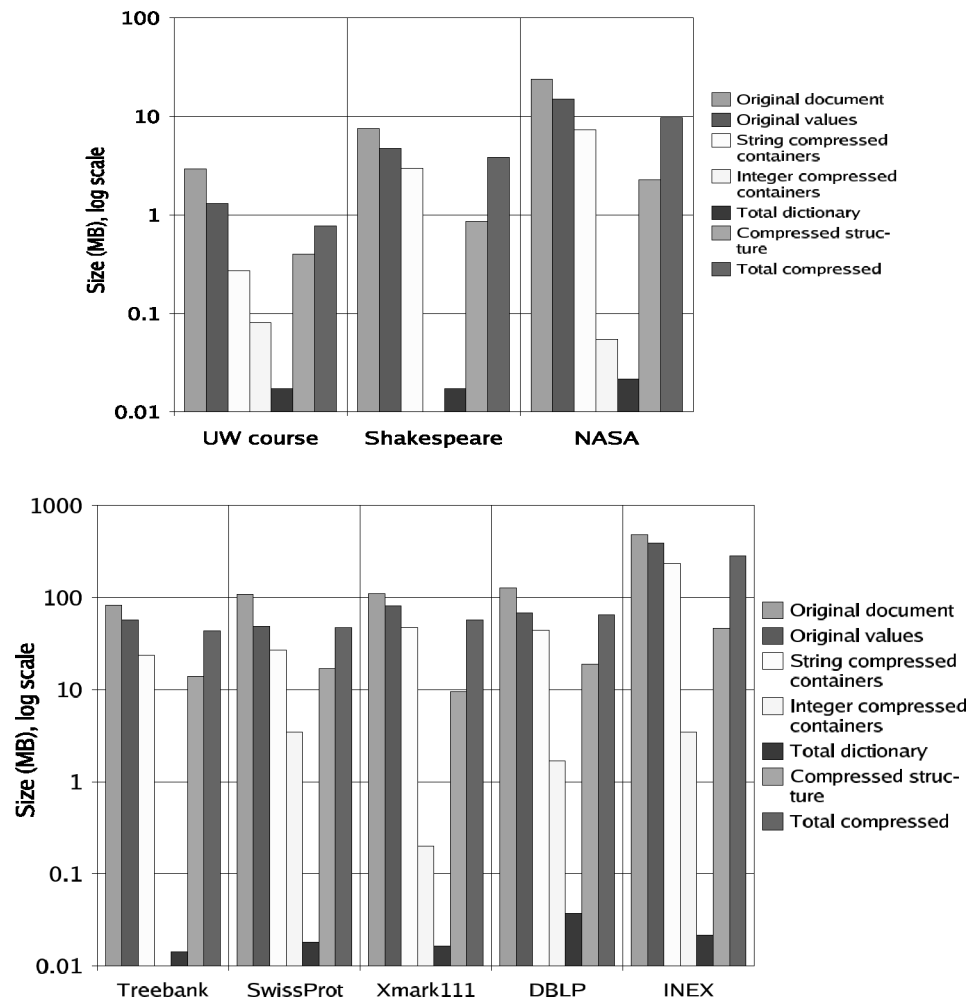 100
10
1
0.1
0.01
Size (MB), log scale
UW course
Shakespeare
NASA
Original document
Original values
String compressed
containers
Integer compressed
containers
Total dictionary
Compressed struc-
ture
Total compressed
1000
100
10
1
0.1
0.01
Size (MB), log scale
Treebank
SwissProt
Xmark111
DBLP
INEX
Original document
Original values
String compressed
containers
Integer compressed
containers
Total dictionary
Compressed struc-
ture
Total compressed